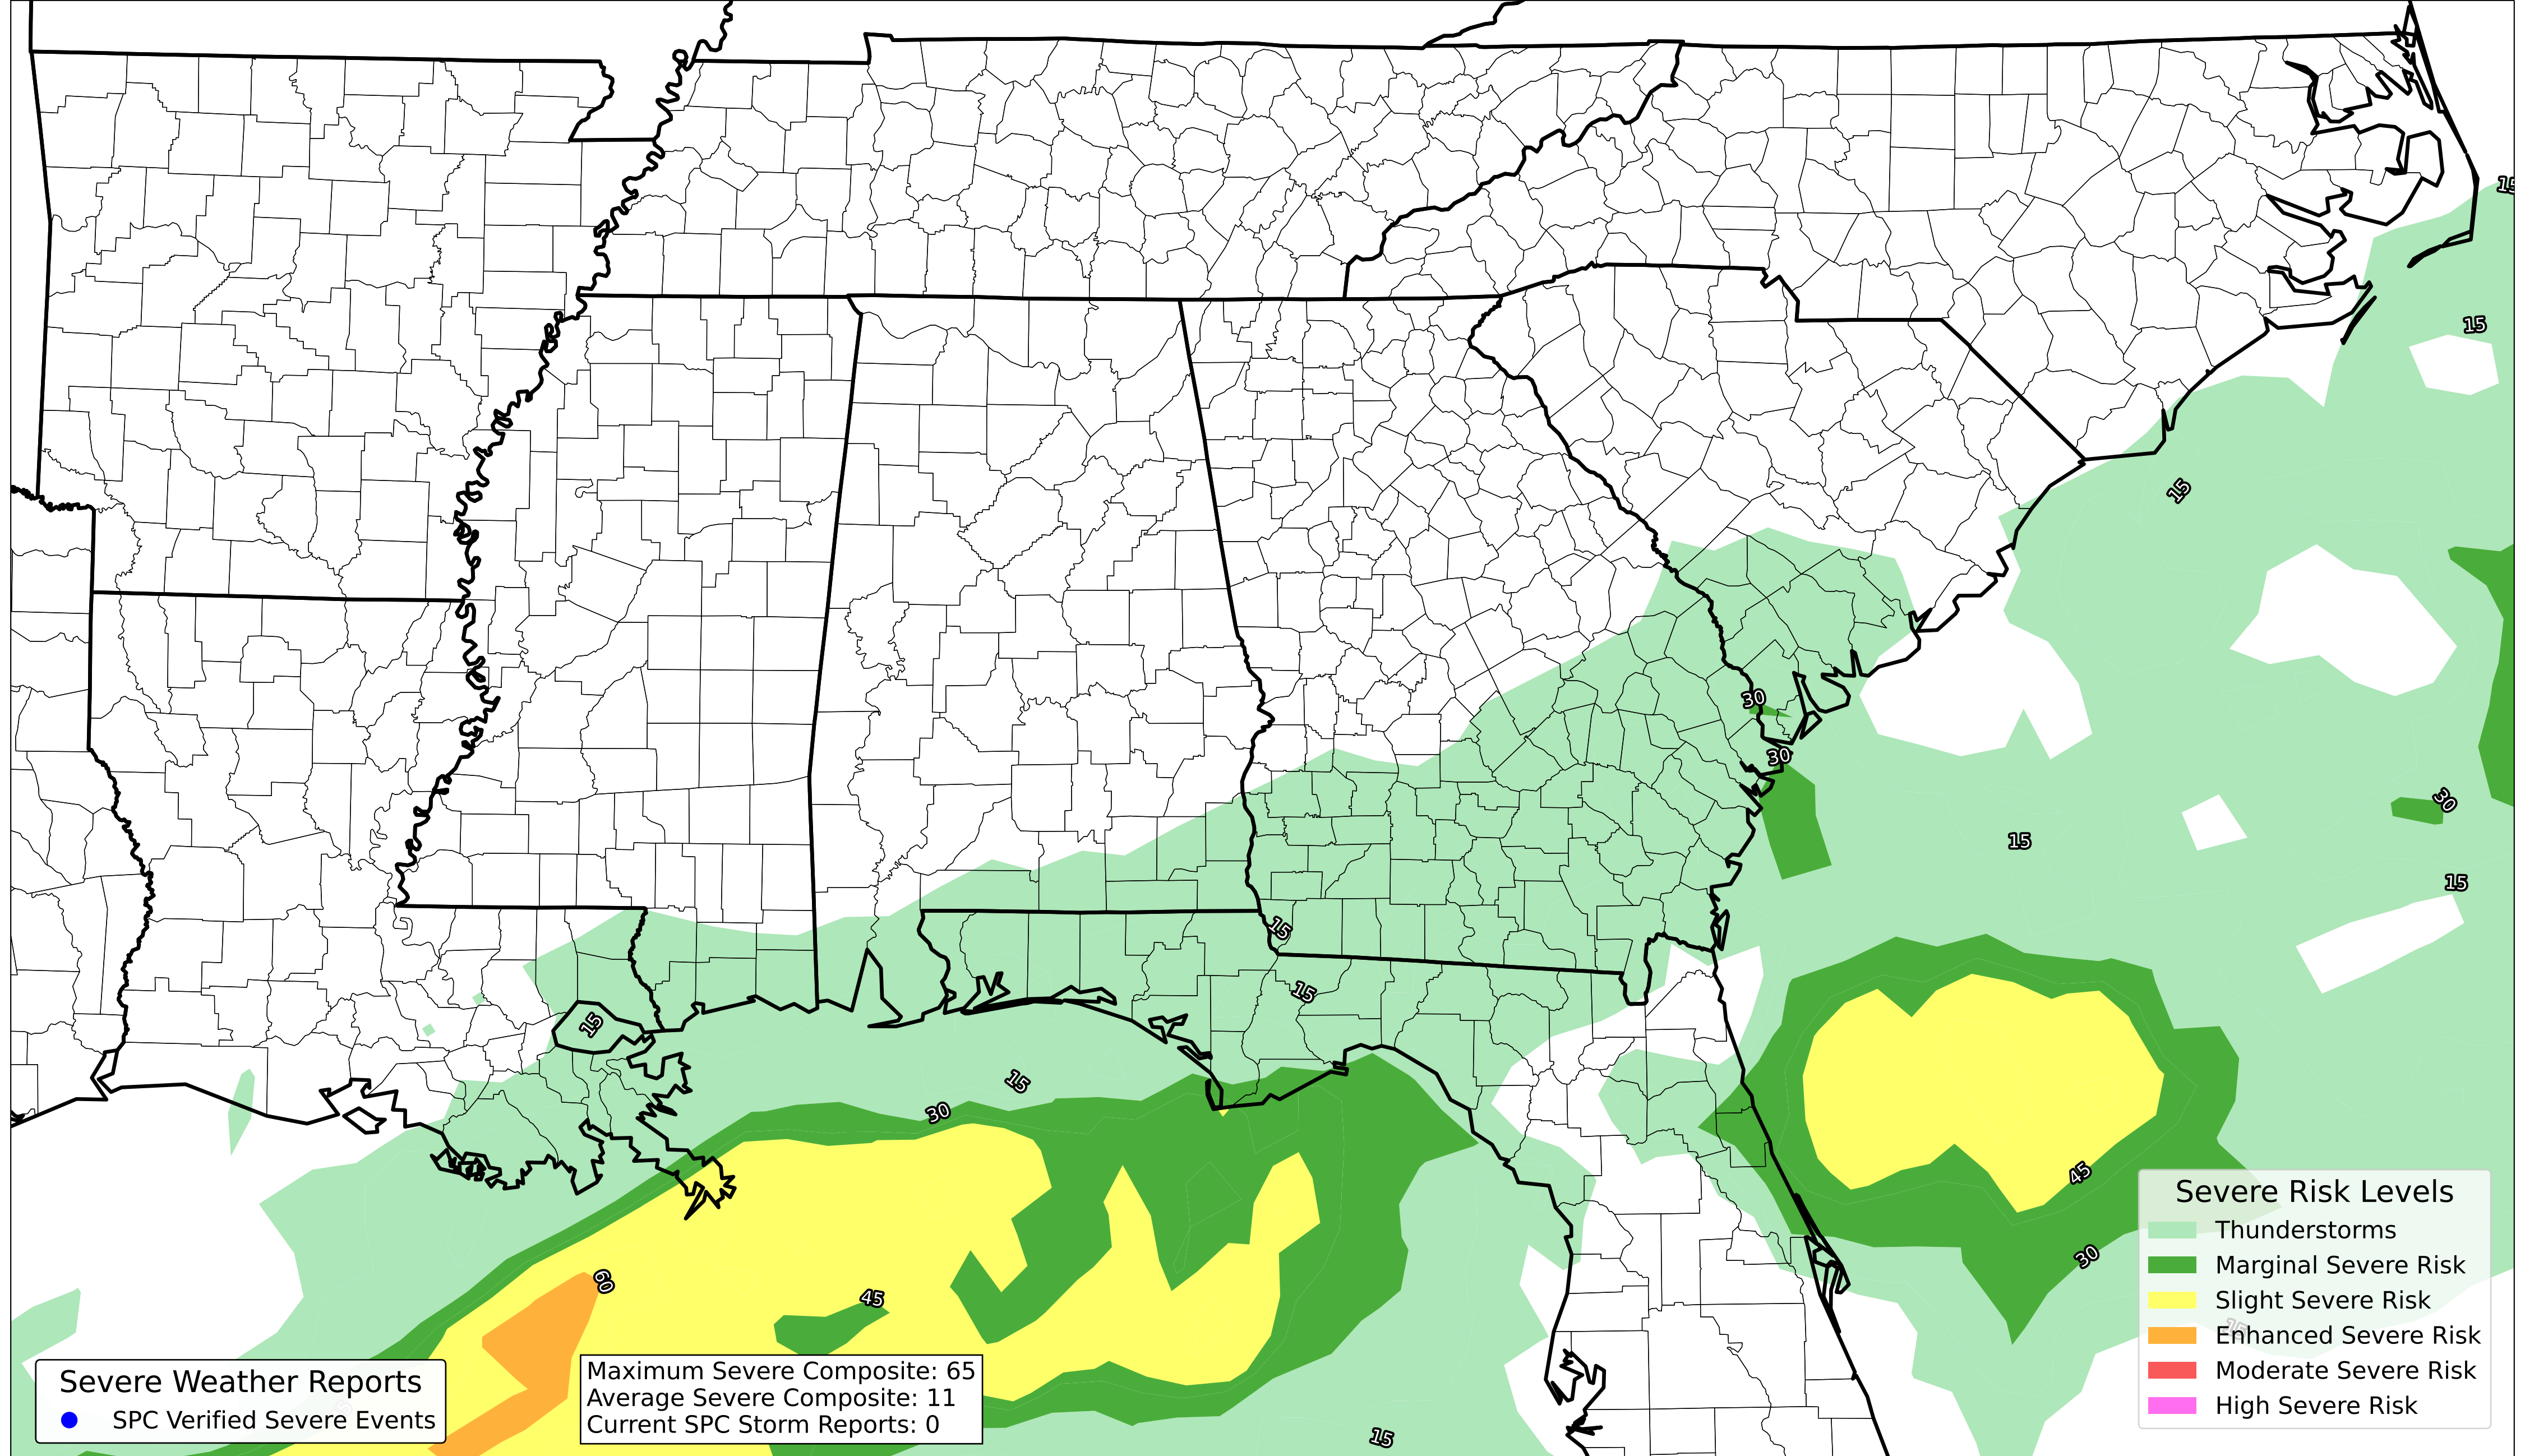 15
15
15
30
30
30
15
15
15
15
15
15
30
45
30
60
45
15
15
Severe Risk Levels
Thunderstorms
Marginal Severe Risk
Slight Severe Risk
Enhanced Severe Risk
Moderate Severe Risk
High Severe Risk
Severe Weather Reports
SPC Verified Severe Events
Maximum Severe Composite: 65
Average Severe Composite: 11
Current SPC Storm Reports: 0